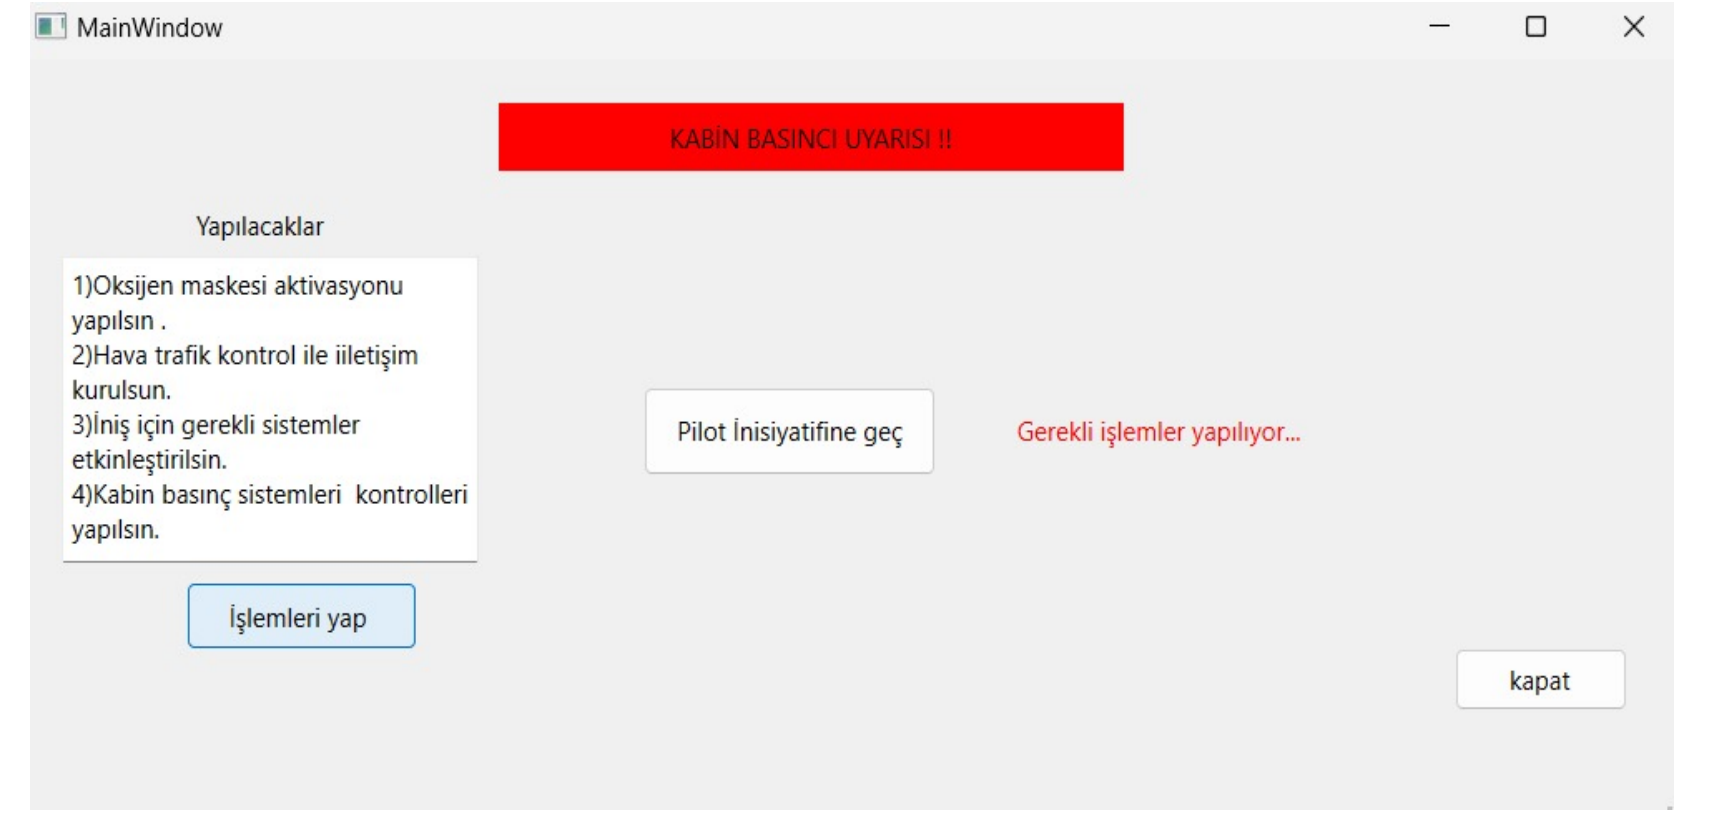 MainWindow
KABİN BASINCI UYARISI !!
Yapılacaklar
1)Oksijen maskesi aktivasyonu
yapılsın .
2)Hava trafik kontrol ile iiletişim
kurulsun.
3)İniş için gerekli sistemler
etkinleştirilsin.
4)Kabin basınç sistemleri  kontrolleri
yapılsın.
Pilot İnisiyatifine geç
Gerekli işlemler yapılıyor...
İşlemleri yap
kapat